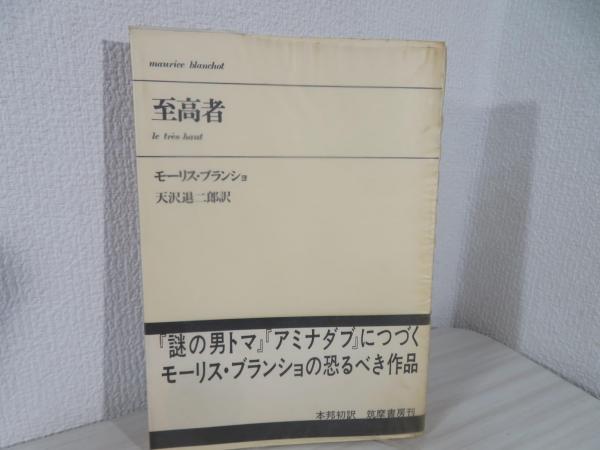 maurice blanchot
至高者
le très haut
モーリス・ブランショ
天沢退二郎訳
『謎の男トマ』『アミナダブ』につづく
モーリス・ブランショの恐るべき作品
本邦初訳 筑摩書房刊